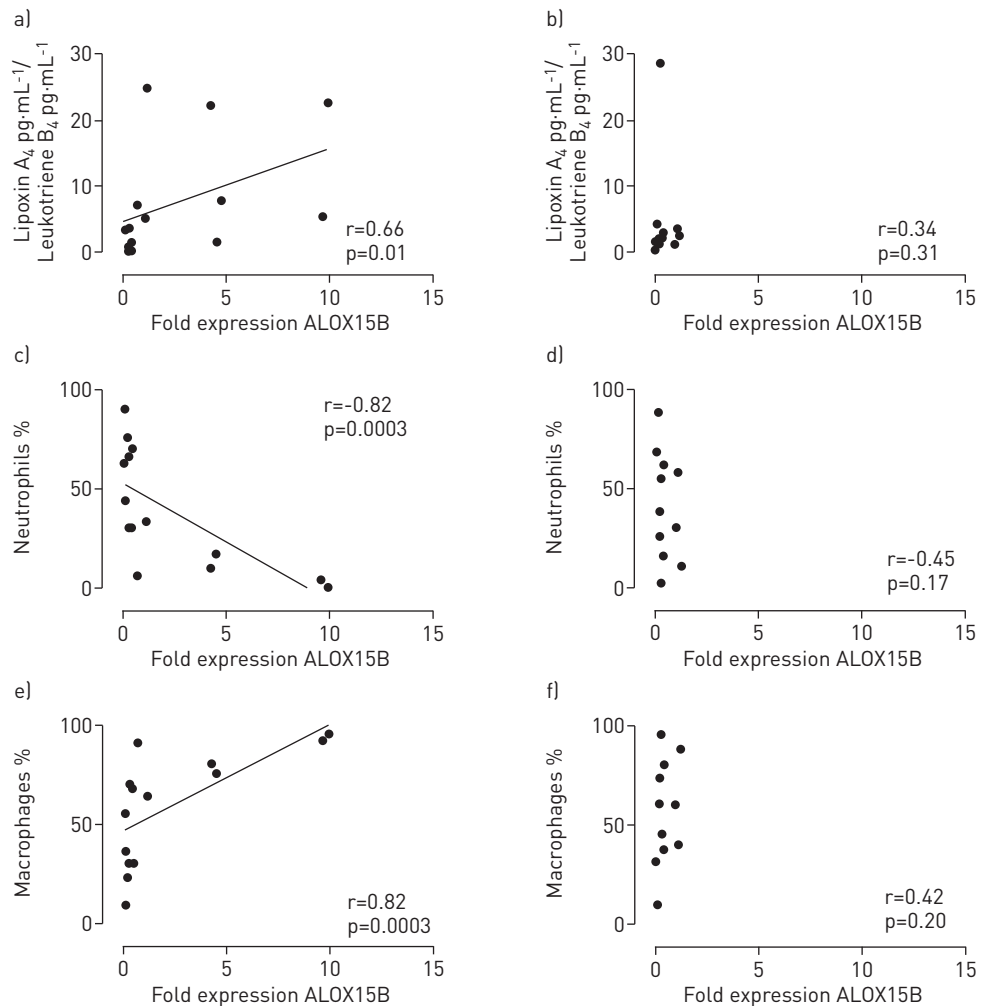 a)
Lipoxin A4 pg·mL-1/
Leukotriene B4 pg·mL-1
30
20
10
0
r=0.66
p=0.01
0 5 10 15
Fold expression ALOX15B
b)
Lipoxin A4 pg·mL-1/
Leukotriene B4 pg·mL-1
30
20
10
0
r=0.34
p=0.31
0 5 10 15
Fold expression ALOX15B
c)
Neutrophils %
100
50
0
r=-0.82
p=0.0003
0 5 10 15
Fold expression ALOX15B
d)
Neutrophils %
100
50
0
r=-0.45
p=0.17
0 5 10 15
Fold expression ALOX15B
e)
Macrophages %
100
50
0
r=0.82
p=0.0003
0 5 10 15
Fold expression ALOX15B
f)
Macrophages %
100
50
0
r=0.42
p=0.20
0 5 10 15
Fold expression ALOX15B